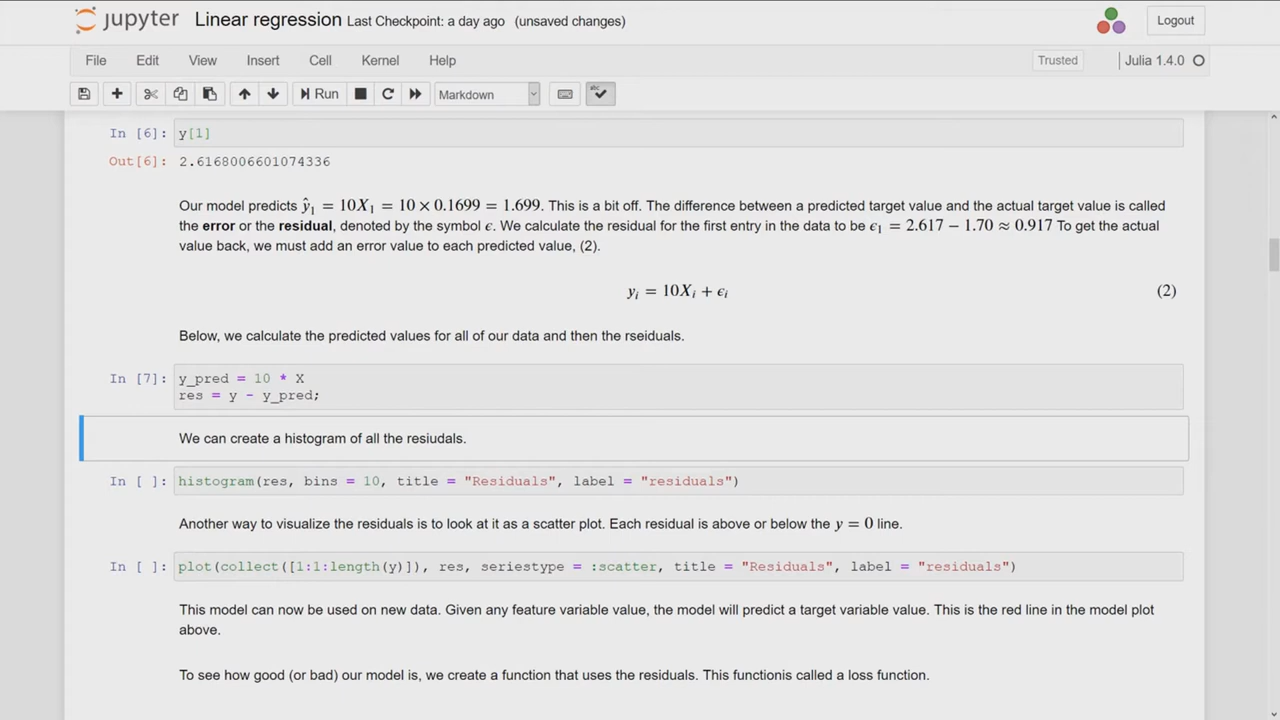 jupyter Linear regression Last Checkpoint: a day ago (unsaved changes) Logout
File Edit View Insert Cell Kernel Help Trusted Julia 1.4.0
Run Markdown
In [6]: y[1]
Out[6]: 2.6168006601074336
Our model predicts ŷ₁ = 10X₁ = 10 × 0.1699 = 1.699. This is a bit off. The difference between a predicted target value and the actual target value is called
the error or the residual, denoted by the symbol ϵ. We calculate the residual for the first entry in the data to be ϵ₁ = 2.617 − 1.70 ≈ 0.917 To get the actual
value back, we must add an error value to each predicted value, (2).
yᵢ = 10Xᵢ + ϵᵢ (2)
Below, we calculate the predicted values for all of our data and then the rseiduals.
In [7]: y_pred = 10 * X
res = y - y_pred;
We can create a histogram of all the resiudals.
In [ ]: histogram(res, bins = 10, title = "Residuals", label = "residuals")
Another way to visualize the residuals is to look at it as a scatter plot. Each residual is above or below the y = 0 line.
In [ ]: plot(collect([1:1:length(y)]), res, seriestype = :scatter, title = "Residuals", label = "residuals")
This model can now be used on new data. Given any feature variable value, the model will predict a target variable value. This is the red line in the model plot
above.
To see how good (or bad) our model is, we create a function that uses the residuals. This functionis called a loss function.